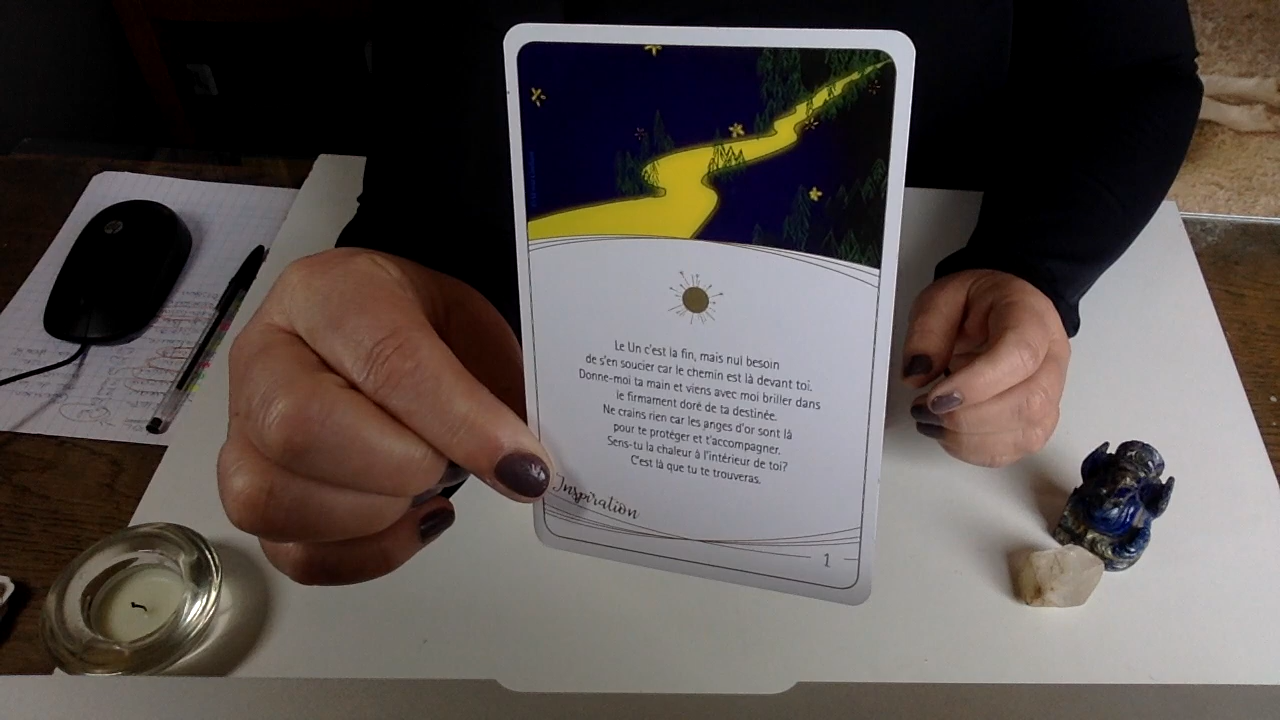 Le Un c'est la fin, mais nul besoin
de s'en soucier car le chemin est là devant toi.
Donne-moi ta main et viens avec moi briller dans
le firmament doré de ta destinée.
Ne crains rien car les anges d'or sont là
pour te protéger et t'accompagner.
Sens-tu la chaleur à l'intérieur de toi?
C'est là que tu te trouveras.
Inspiration
1
hp